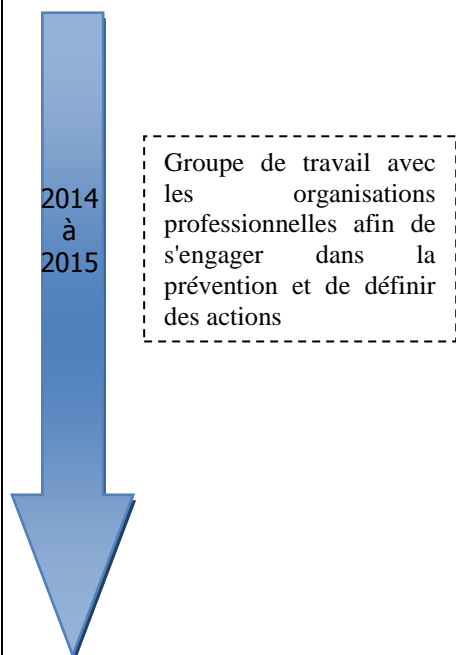 2014
à
2015
Groupe de travail avec
les organisations
professionnelles afin de
s'engager dans la
prévention et de définir
des actions